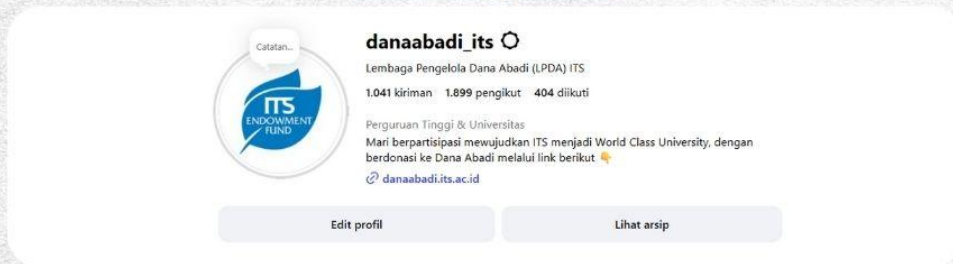 Catatan...
danaabadi_its
Lembaga Pengelola Dana Abadi (LPDA) ITS
1.041 kiriman 1.899 pengikut 404 diikuti
ITS
ENDOWMENT
FUND
Perguruan Tinggi & Universitas
Mari berpartisipasi mewujudkan ITS menjadi World Class University, dengan
berdonasi ke Dana Abadi melalui link berikut 👇
danaabadi.its.ac.id
Edit profil
Lihat arsip